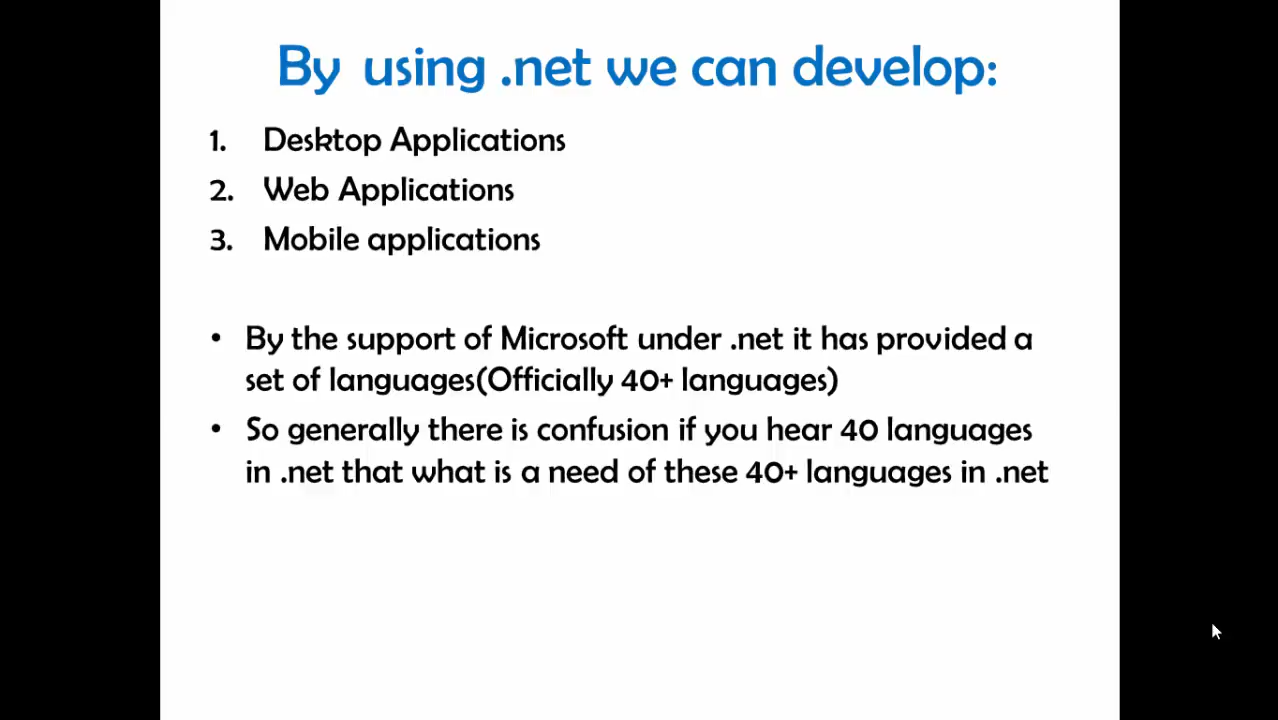 By using .net we can develop:
1. Desktop Applications
2. Web Applications
3. Mobile applications
• By the support of Microsoft under .net it has provided a
set of languages(Officially 40+ languages)
• So generally there is confusion if you hear 40 languages
in .net that what is a need of these 40+ languages in .net